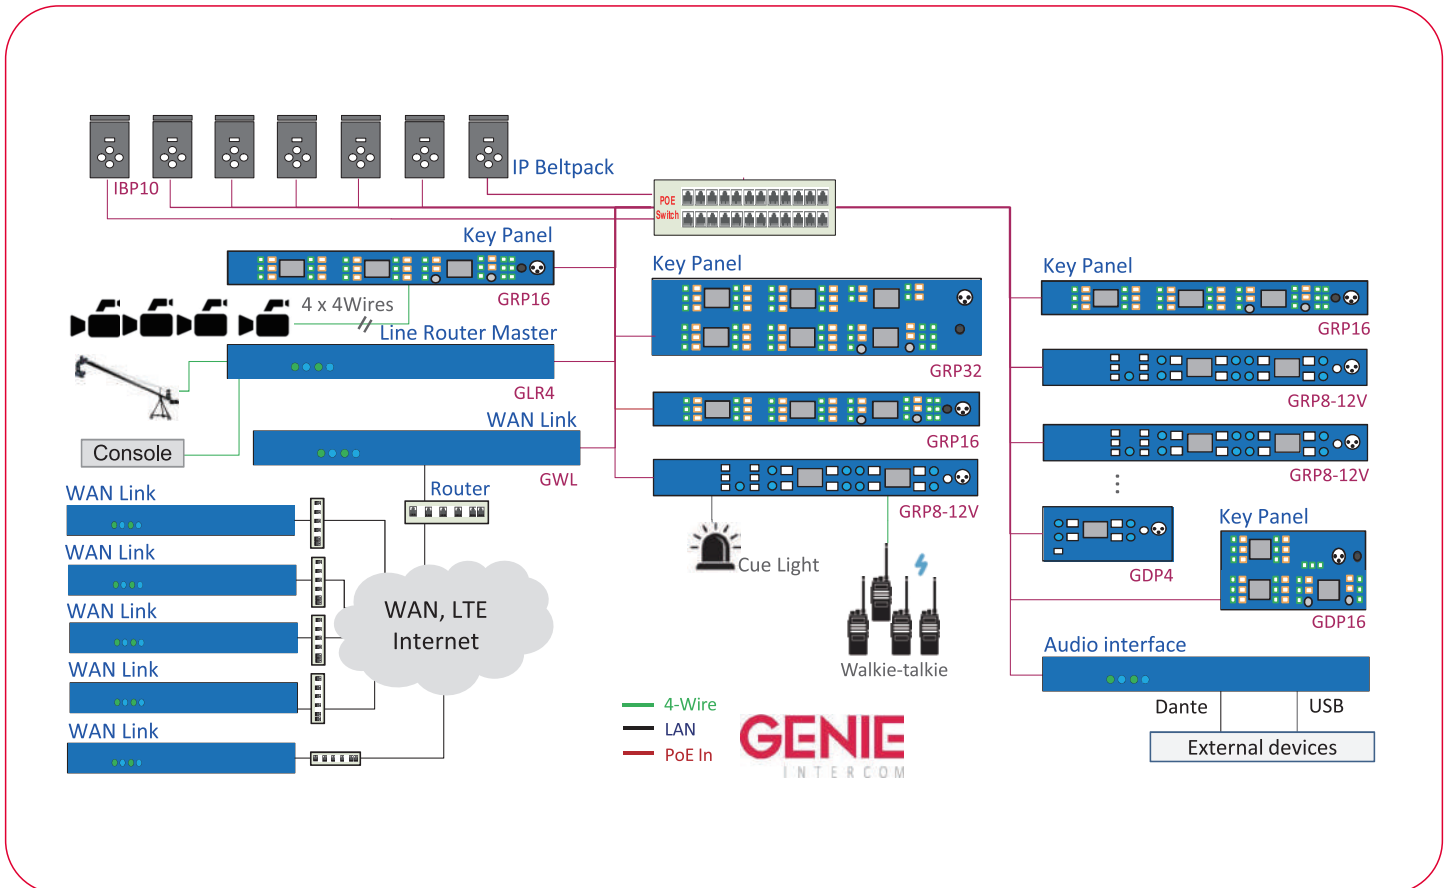 IP Beltpack
IBP10
POE
Switch
Key Panel
GRP16
4 x 4Wires
Line Router Master
GLR4
Console
WAN Link
GWL
Router
WAN Link
WAN Link
WAN Link
WAN Link
WAN Link
WAN, LTE
Internet
Key Panel
GRP32
GRP16
GRP8-12V
Cue Light
Walkie-talkie
4-Wire
LAN
PoE In
GENIE
INTERCOM
Key Panel
GRP16
GRP8-12V
GRP8-12V
GDP4
Key Panel
GDP16
Audio interface
Dante
USB
External devices